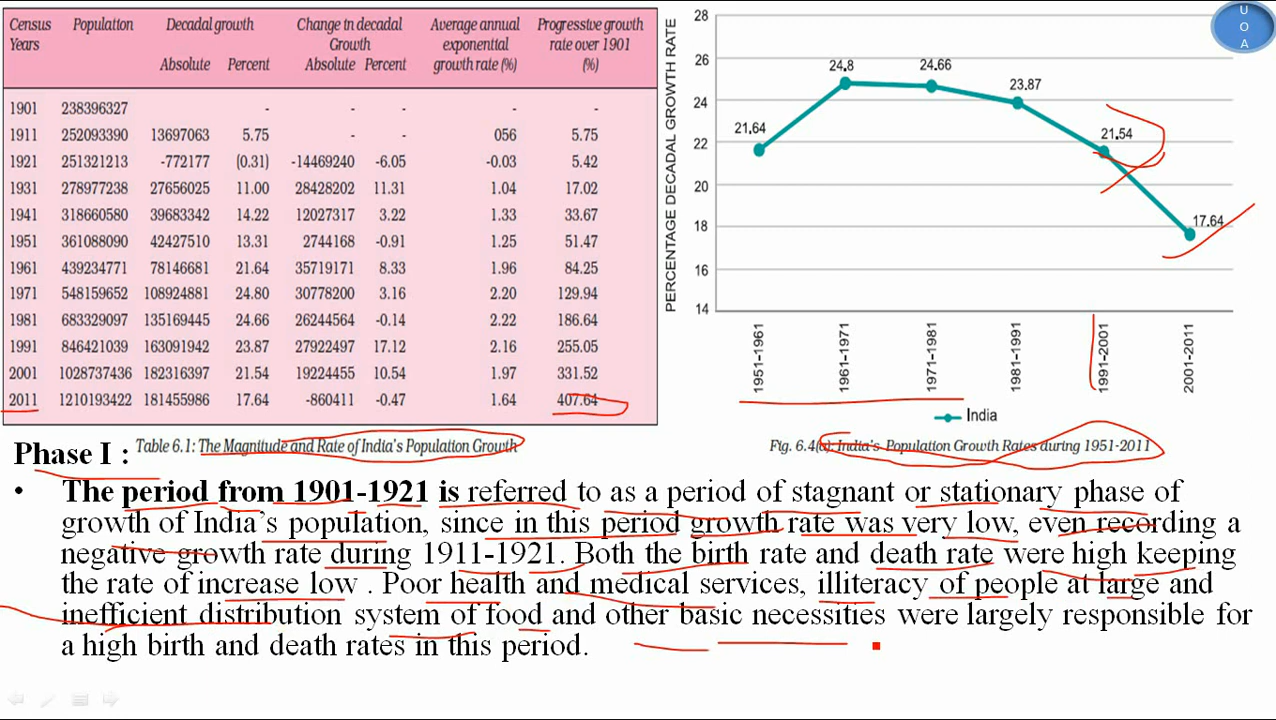 Census Years Population Decadal growth Change in decadal Growth Average annual exponential growth rate (%) Progressive growth rate over 1901 (%)
Absolute Percent Absolute Percent
1901 238396327 - - - - - -
1911 252093390 13697063 5.75 - - 056 5.75
1921 251321213 -772177 (0.31) -14469240 -6.05 -0.03 5.42
1931 278977238 27656025 11.00 28428202 11.31 1.04 17.02
1941 318660580 39683342 14.22 12027317 3.22 1.33 33.67
1951 361088090 42427510 13.31 2744168 -0.91 1.25 51.47
1961 439234771 78146681 21.64 35719171 8.33 1.96 84.25
1971 548159652 108924881 24.80 30778200 3.16 2.20 129.94
1981 683329097 135169445 24.66 26244564 -0.14 2.22 186.64
1991 846421039 163091942 23.87 27922497 17.12 2.16 255.05
2001 1028737436 182316397 21.54 19224455 10.54 1.97 331.52
2011 1210193422 181455986 17.64 -860411 -0.47 1.64 407.64
Table 6.1: The Magnitude and Rate of India's Population Growth
PERCENTAGE DECADAL GROWTH RATE
28
26
24
22
20
18
16
14
21.64
24.8
24.66
23.87
21.54
17.64
1951-1961
1961-1971
1971-1981
1981-1991
1991-2001
2001-2011
India
Fig. 6.4(a): India's Population Growth Rates during 1951-2011
U
O
A
Phase I :
• The period from 1901-1921 is referred to as a period of stagnant or stationary phase of
growth of India's population, since in this period growth rate was very low, even recording a
negative growth rate during 1911-1921. Both the birth rate and death rate were high keeping
the rate of increase low . Poor health and medical services, illiteracy of people at large and
inefficient distribution system of food and other basic necessities were largely responsible for
a high birth and death rates in this period.